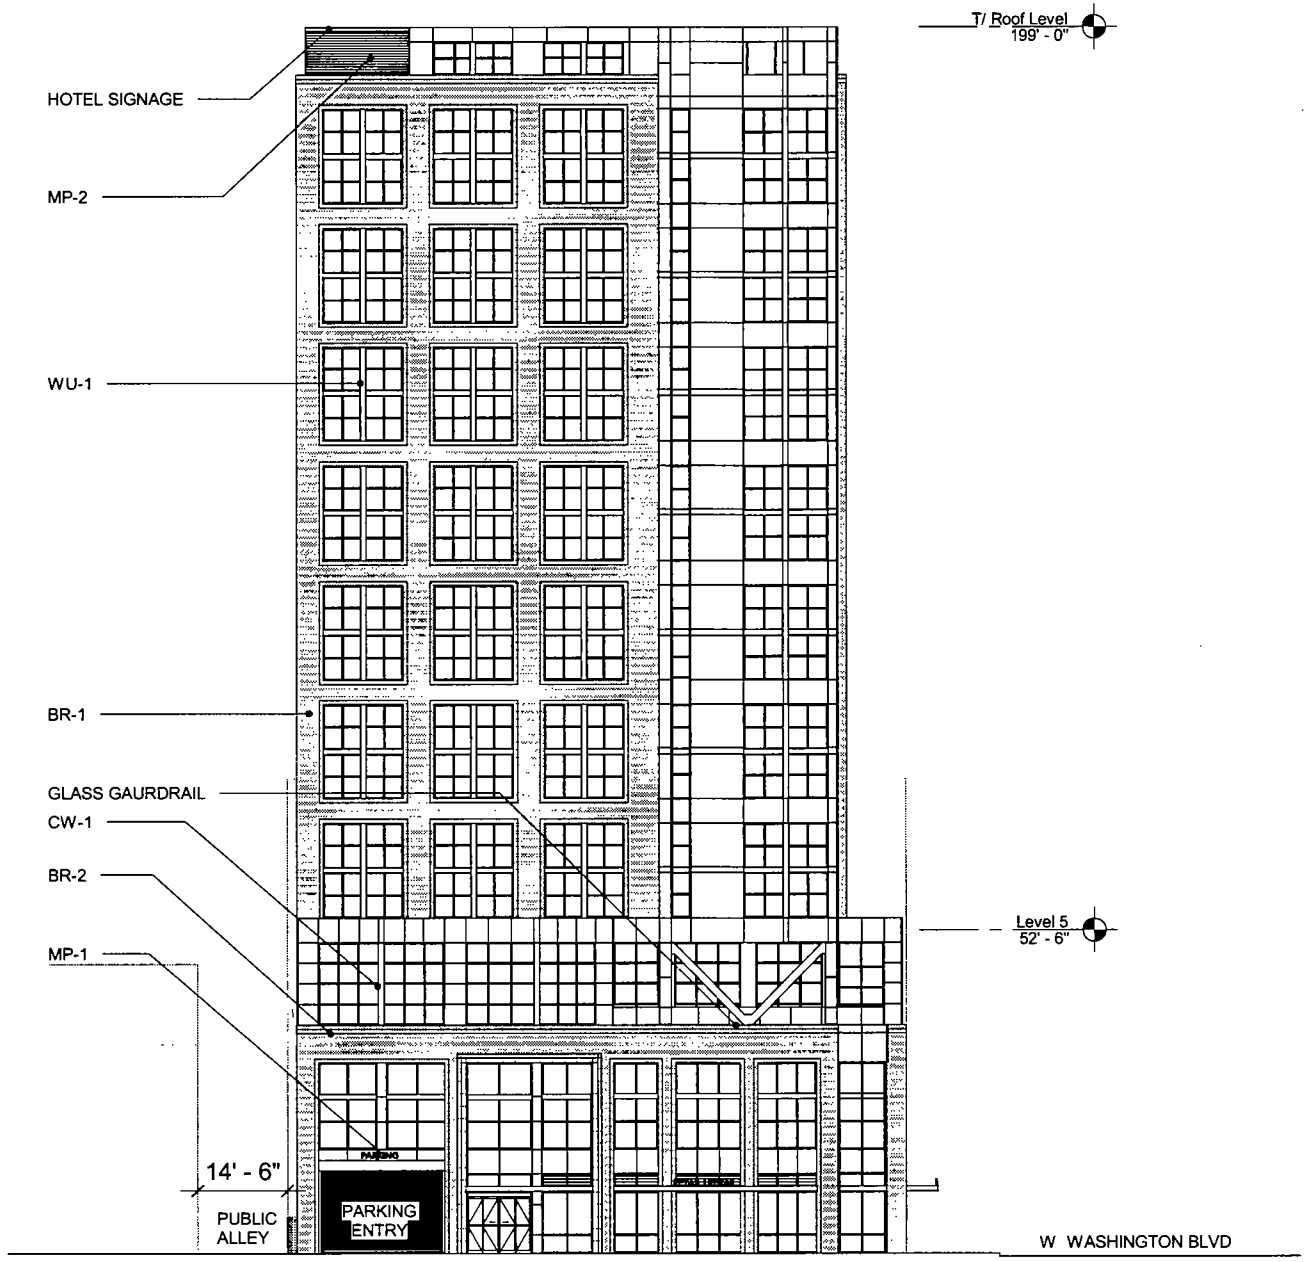 T/ Roof Level
199' - 0"
HOTEL SIGNAGE
MP-2
WU-1
BR-1
GLASS GAURDRAIL
CW-1
BR-2
Level 5
52' - 6"
MP-1
PARKING
14' - 6"
PUBLIC
ALLEY
PARKING
ENTRY
W WASHINGTON BLVD